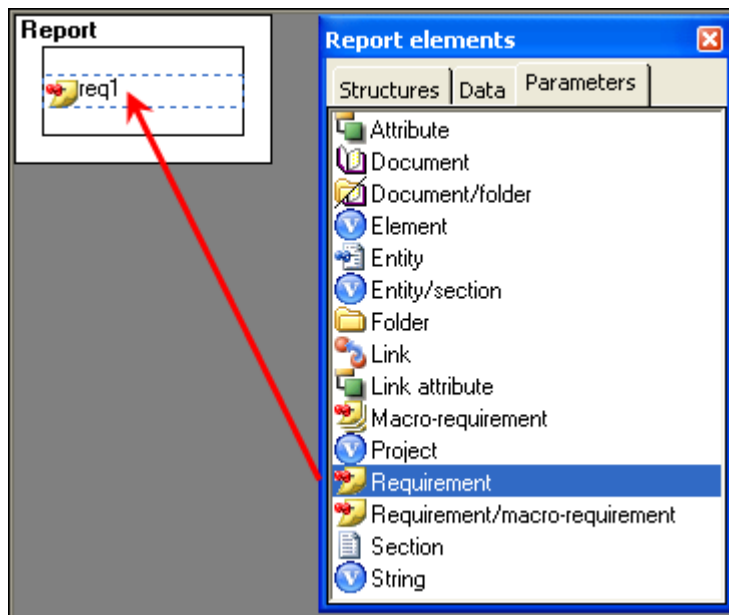 Report
req1
Report elements
Structures Data Parameters
Attribute
Document
Document/folder
Element
Entity
Entity/section
Folder
Link
Link attribute
Macro-requirement
Project
Requirement
Requirement/macro-requirement
Section
String